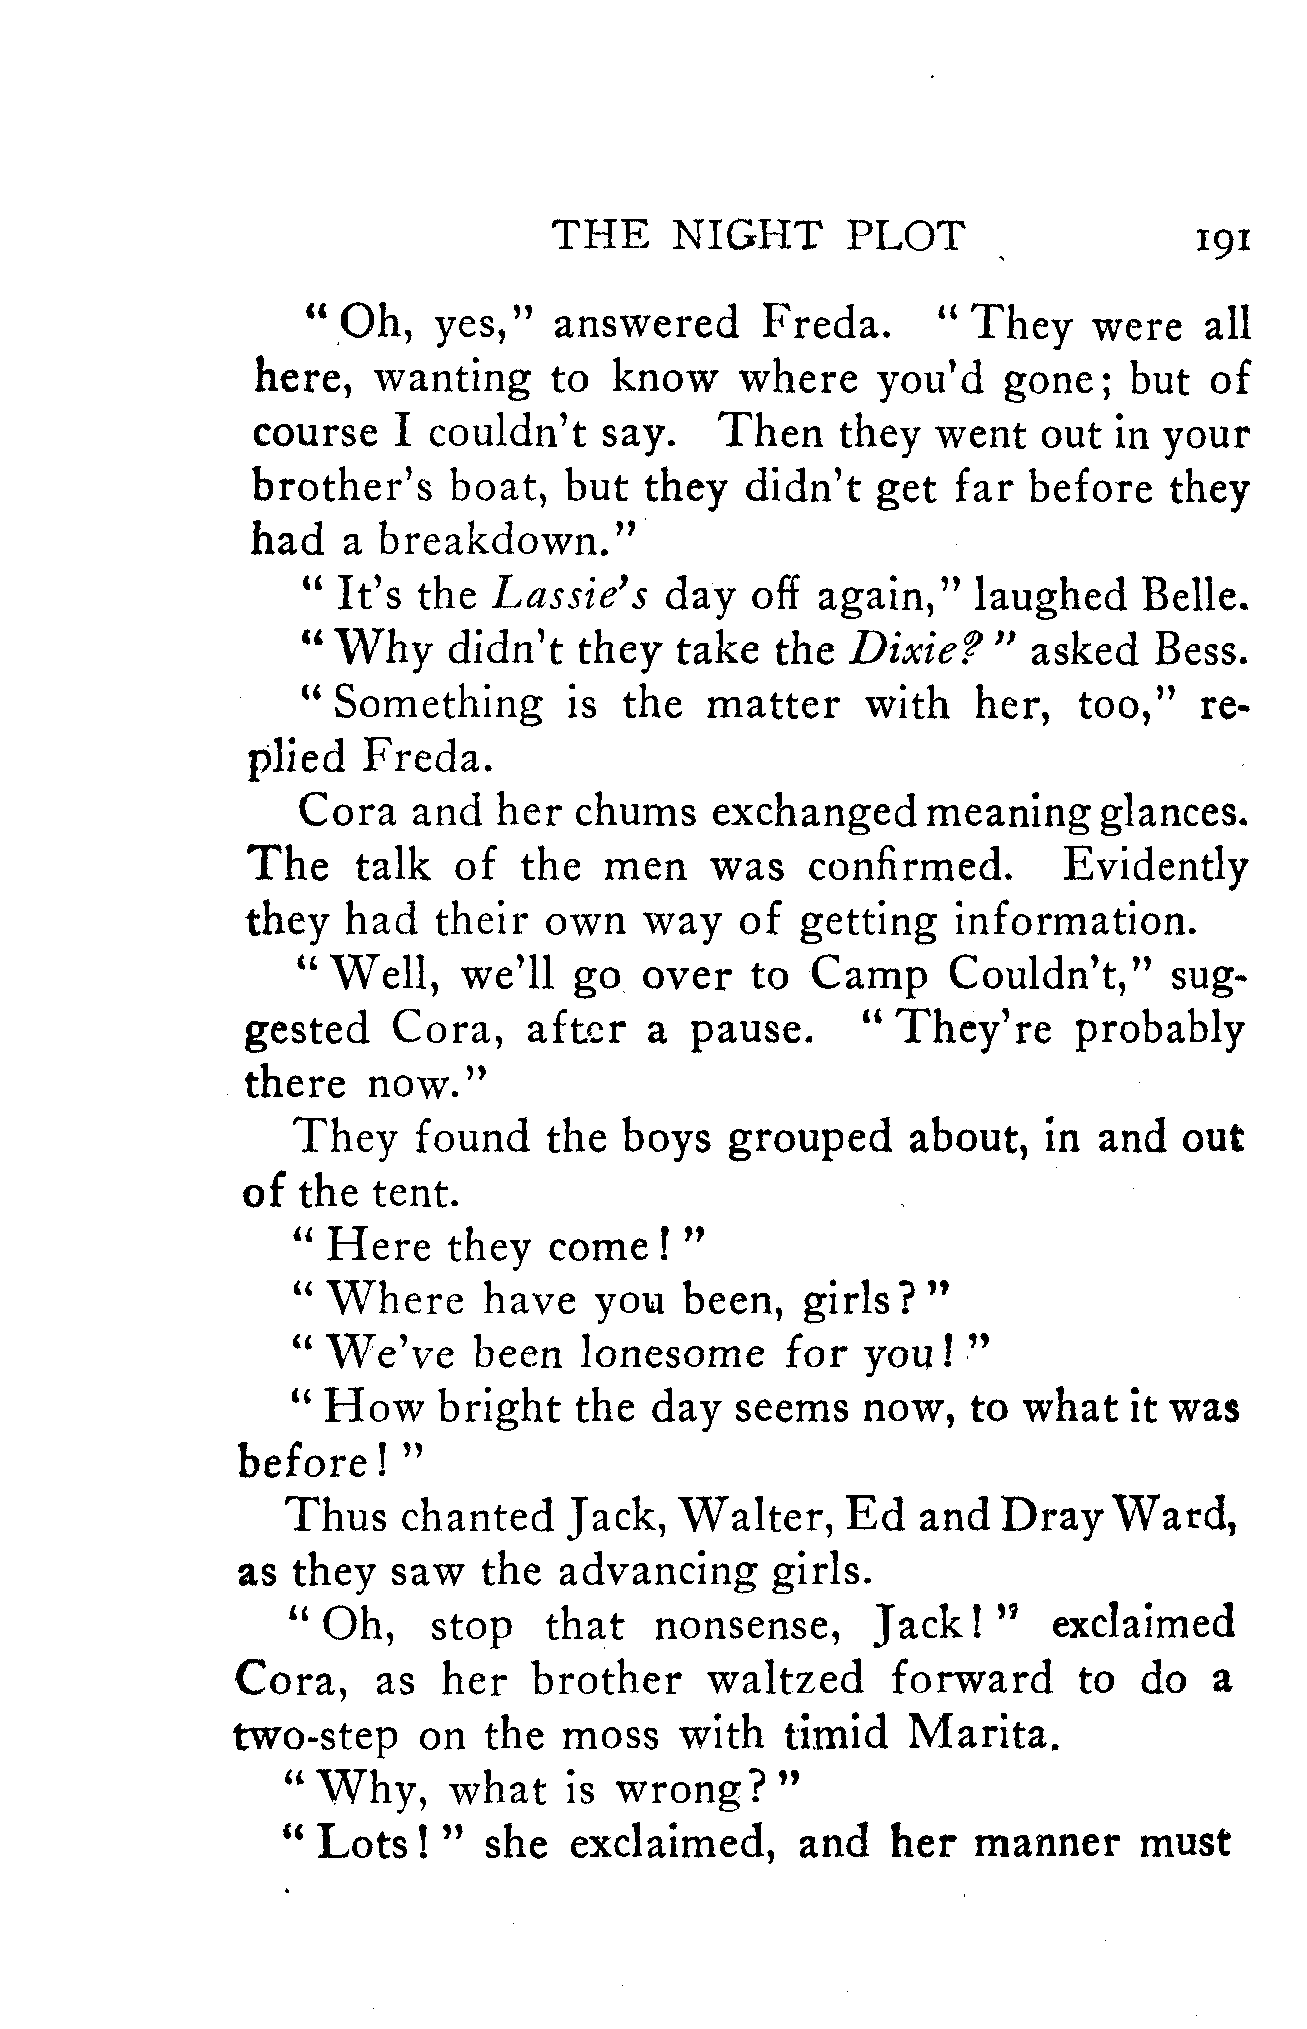 THE NIGHT PLOT 191
" Oh, yes," answered Freda. " They were all
here, wanting to know where you'd gone; but of
course I couldn't say. Then they went out in your
brother's boat, but they didn't get far before they
had a breakdown."
" It's the Lassie's day off again," laughed Belle.
" Why didn't they take the Dixie? " asked Bess.
" Something is the matter with her, too," re-
plied Freda.
Cora and her chums exchanged meaning glances.
The talk of the men was confirmed. Evidently
they had their own way of getting information.
" Well, we'll go over to Camp Couldn't," sug-
gested Cora, after a pause. " They're probably
there now."
They found the boys grouped about, in and out
of the tent.
" Here they come! "
" Where have you been, girls? "
" We've been lonesome for you! "
" How bright the day seems now, to what it was
before! "
Thus chanted Jack, Walter, Ed and Dray Ward,
as they saw the advancing girls.
" Oh, stop that nonsense, Jack! " exclaimed
Cora, as her brother waltzed forward to do a
two-step on the moss with timid Marita.
" Why, what is wrong? "
" Lots! " she exclaimed, and her manner must